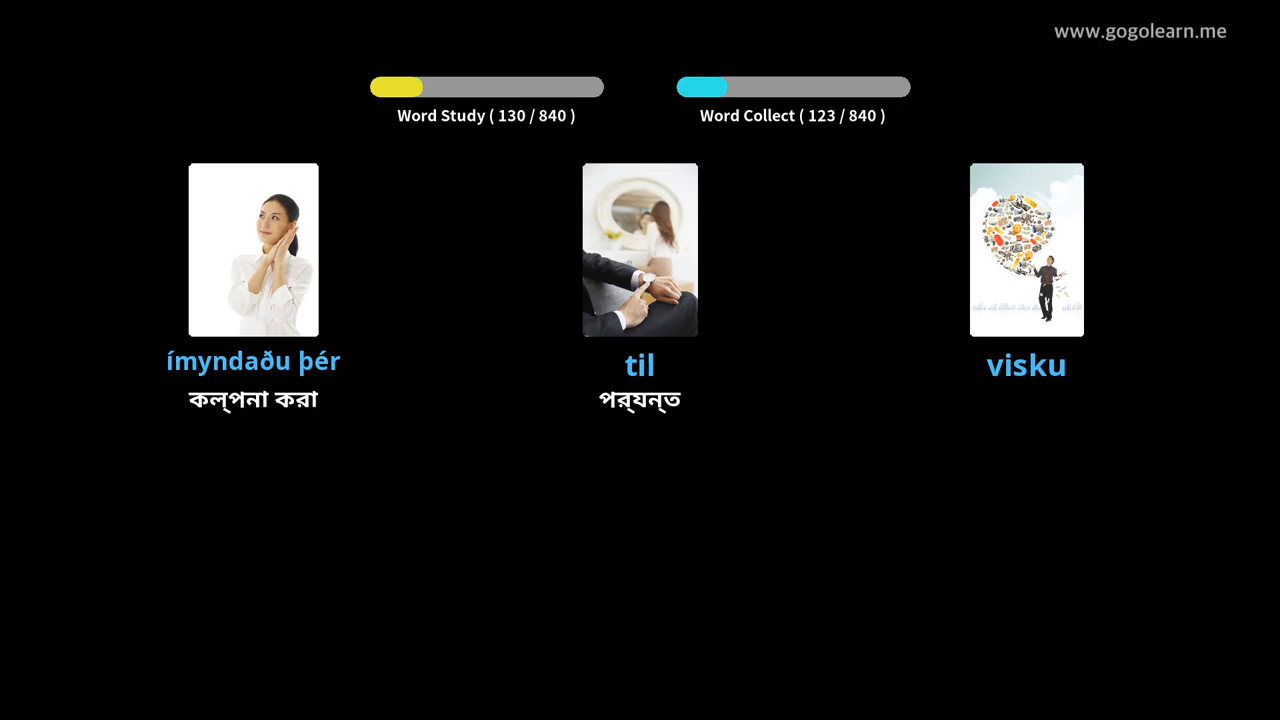 www.gogolearn.me
Word Study ( 130 / 840 )
Word Collect ( 123 / 840 )
ímyndaðu þér
til
visku
কল্পনা করা
পর্যন্ত